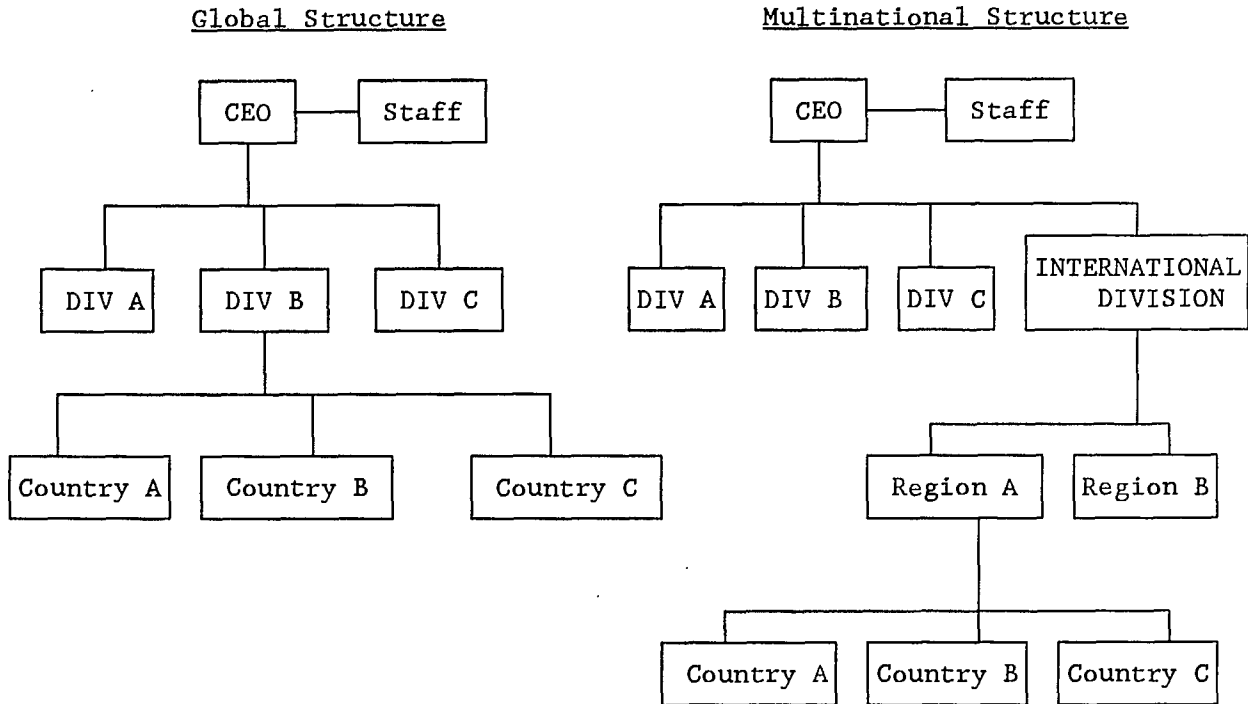 Global Structure
CEO
Staff
DIV A
DIV B
DIV C
Country A
Country B
Country C
Multinational Structure
CEO
Staff
DIV A
DIV B
DIV C
INTERNATIONAL
DIVISION
Region A
Region B
Country A
Country B
Country C